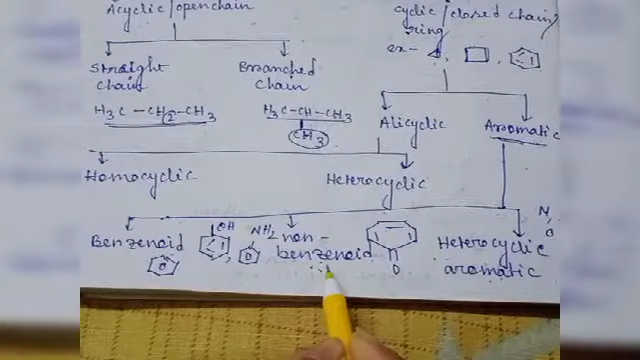 Acyclic/open chain
cyclic/closed chain/
ring
ex-
Straight
chain
Branched
chain
H3C-CH2-CH3
H3C-CH-CH3
CH3
Alicyclic
Aromatic
Homocyclic
Heterocyclic
Benzenoid
OH
NH2
non-
benzenoid
O
Heterocyclic
aromatic
N,
O